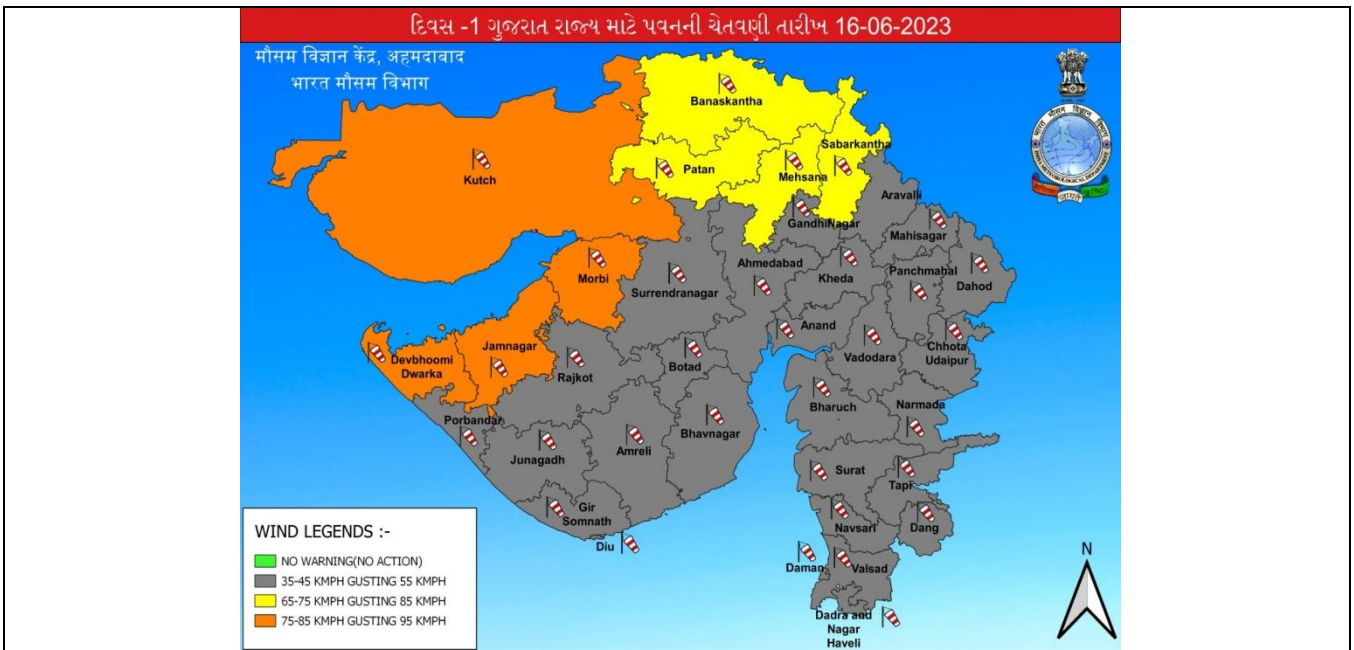 દિવસ -1 ગુજરાત રાજ્ય માટે પવનની ચેતવણી તારીખ 16-06-2023
मौसम विज्ञान केंद्र, अहमदाबाद
भारत मौसम विभाग
Banaskantha
Sabarkantha
Patan
Mehsana
Kutch
Aravalli
GandhiNagar
Mahisagar
Morbi
Ahmedabad
Panchmahal
Surrendranagar
Kheda
Dahod
Anand
Jamnagar
Devbhoomi
Dwarka
Rajkot
Botad
Vadodara
Chhota
Udaipur
Bharuch
Narmada
Porbandar
Bhavnagar
Junagadh
Amreli
Surat
Tapi
Gir
Somnath
Navsari
Dang
Diu
Daman
Valsad
Dadra and
Nagar
Haveli
N
WIND LEGENDS :-
NO WARNING(NO ACTION)
35-45 KMPH GUSTING 55 KMPH
65-75 KMPH GUSTING 85 KMPH
75-85 KMPH GUSTING 95 KMPH